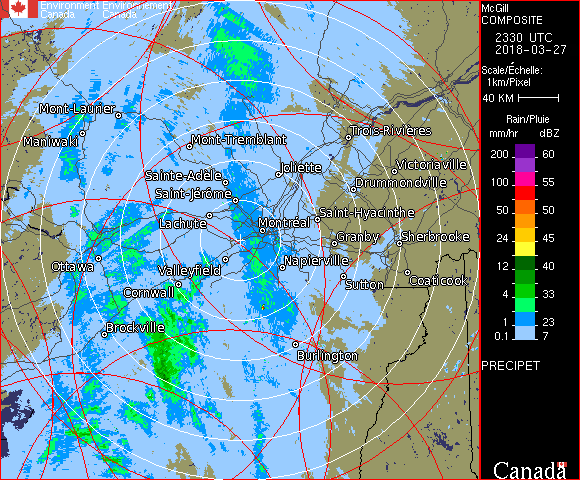 Environment Environnement
Canada Canada
McGill
COMPOSITE
2330 UTC
2018-03-27
Scale/Échelle:
1km/Pixel
40 KM
Rain/Pluie
mm/hr dBZ
200 60
100 55
50 50
24 45
12 40
4 33
1 23
0.1 7
PRECIPET
Canada
Mont-Laurier
Maniwaki
Mont-Tremblant
Trois-Rivières
Joliette
Victoriaville
Sainte-Adèle
Drummondville
Saint-Jérôme
Saint-Hyacinthe
Lachute
Montréal
Granby
Sherbrooke
Ottawa
Valleyfield
Napierville
Sutton
Coaticook
Cornwall
Brockville
Burlington